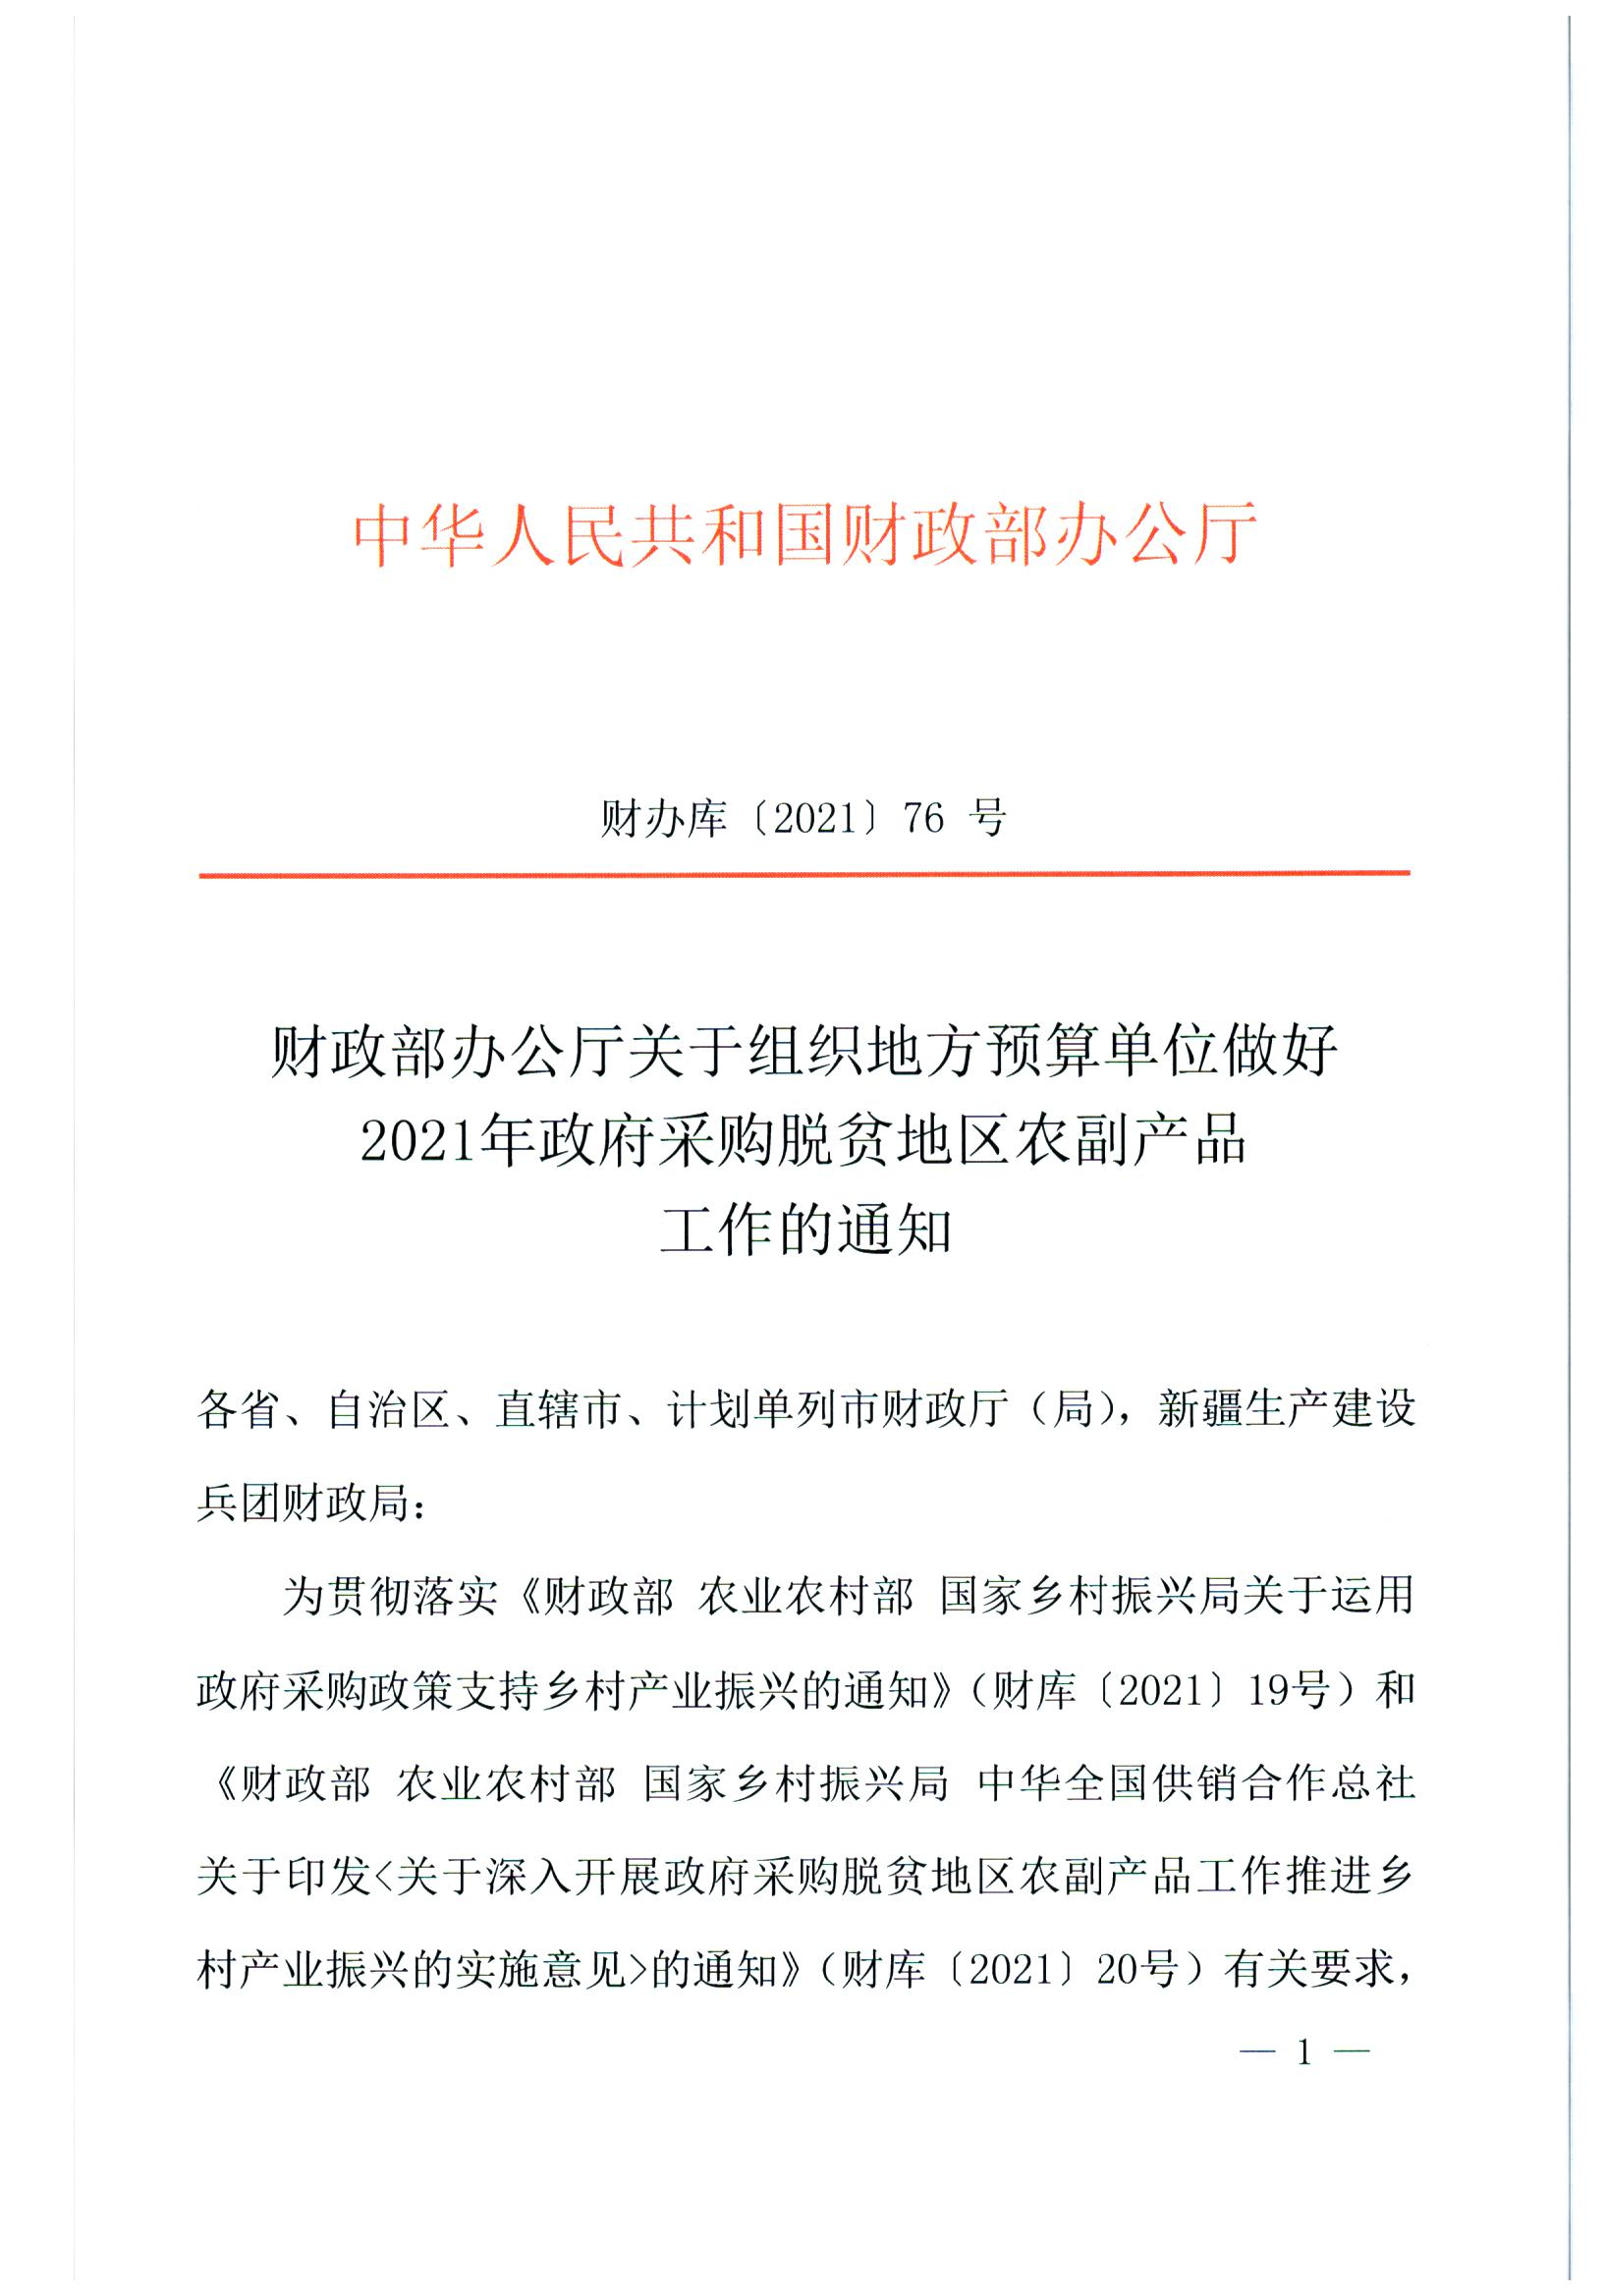 中华人民共和国财政部办公厅
财办库〔2021〕76 号
财政部办公厅关于组织地方预算单位做好
2021年政府采购脱贫地区农副产品
工作的通知
各省、自治区、直辖市、计划单列市财政厅（局），新疆生产建设
兵团财政局：
为贯彻落实《财政部 农业农村部 国家乡村振兴局关于运用
政府采购政策支持乡村产业振兴的通知》（财库〔2021〕19号）和
《财政部 农业农村部 国家乡村振兴局 中华全国供销合作总社
关于印发<关于深入开展政府采购脱贫地区农副产品工作推进乡
村产业振兴的实施意见>的通知》（财库〔2021〕20号）有关要求，
— 1 —